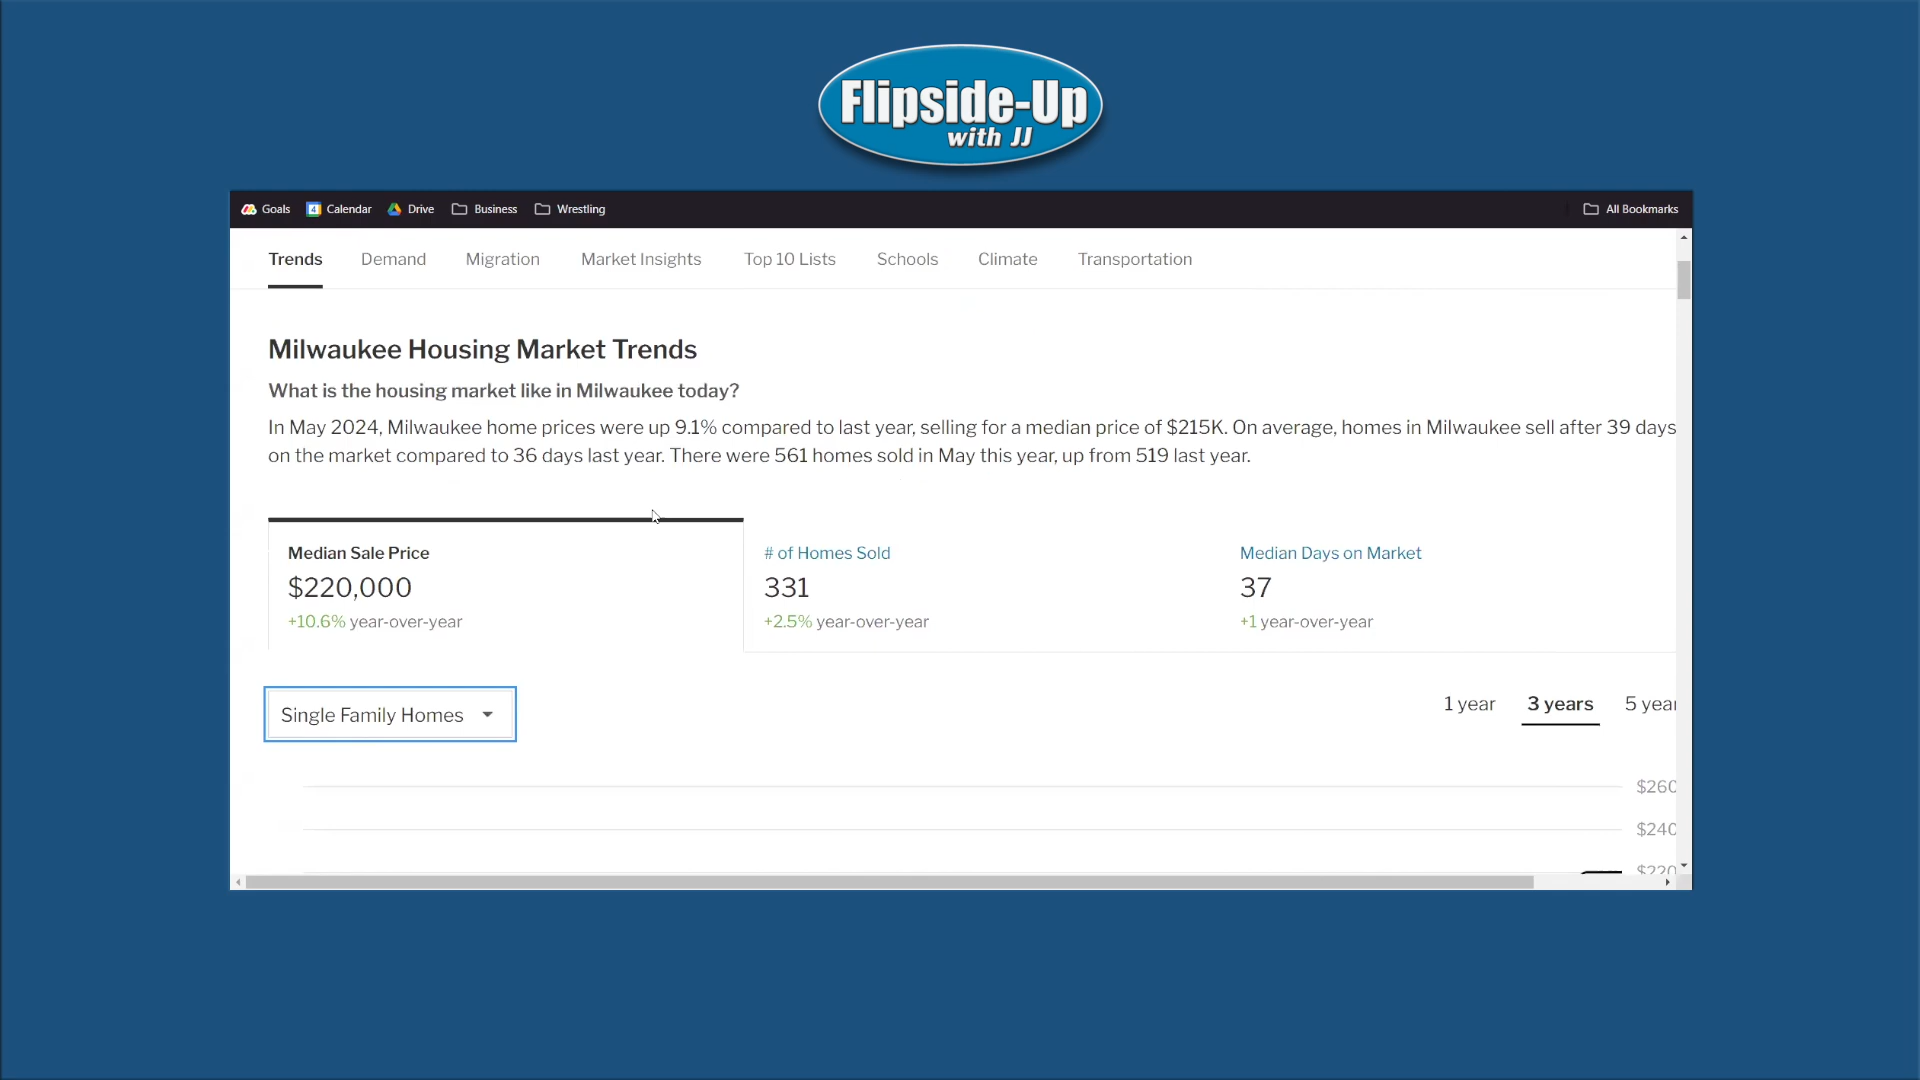 Flipside-Up
with JJ
Goals Calendar Drive Business Wrestling All Bookmarks
Trends Demand Migration Market Insights Top 10 Lists Schools Climate Transportation
Milwaukee Housing Market Trends
What is the housing market like in Milwaukee today?
In May 2024, Milwaukee home prices were up 9.1% compared to last year, selling for a median price of $215K. On average, homes in Milwaukee sell after 39 days
on the market compared to 36 days last year. There were 561 homes sold in May this year, up from 519 last year.
Median Sale Price # of Homes Sold Median Days on Market
$220,000 331 37
+10.6% year-over-year +2.5% year-over-year +1 year-over-year
Single Family Homes 1 year 3 years 5 year
$260
$240
$220